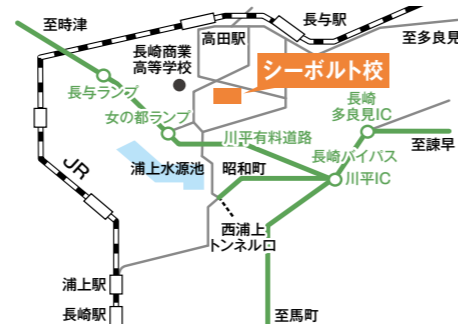 長与駅
至時津
高田駅
至多良見
長崎商業
高等学校
シーボルト校
長与ランプ
長崎
多良見IC
女の都ランプ
川平有料道路
至諫早
長崎バイパス
JR
浦上水源池
昭和町
川平IC
西浦上
トンネル口
浦上駅
長崎駅
至馬町